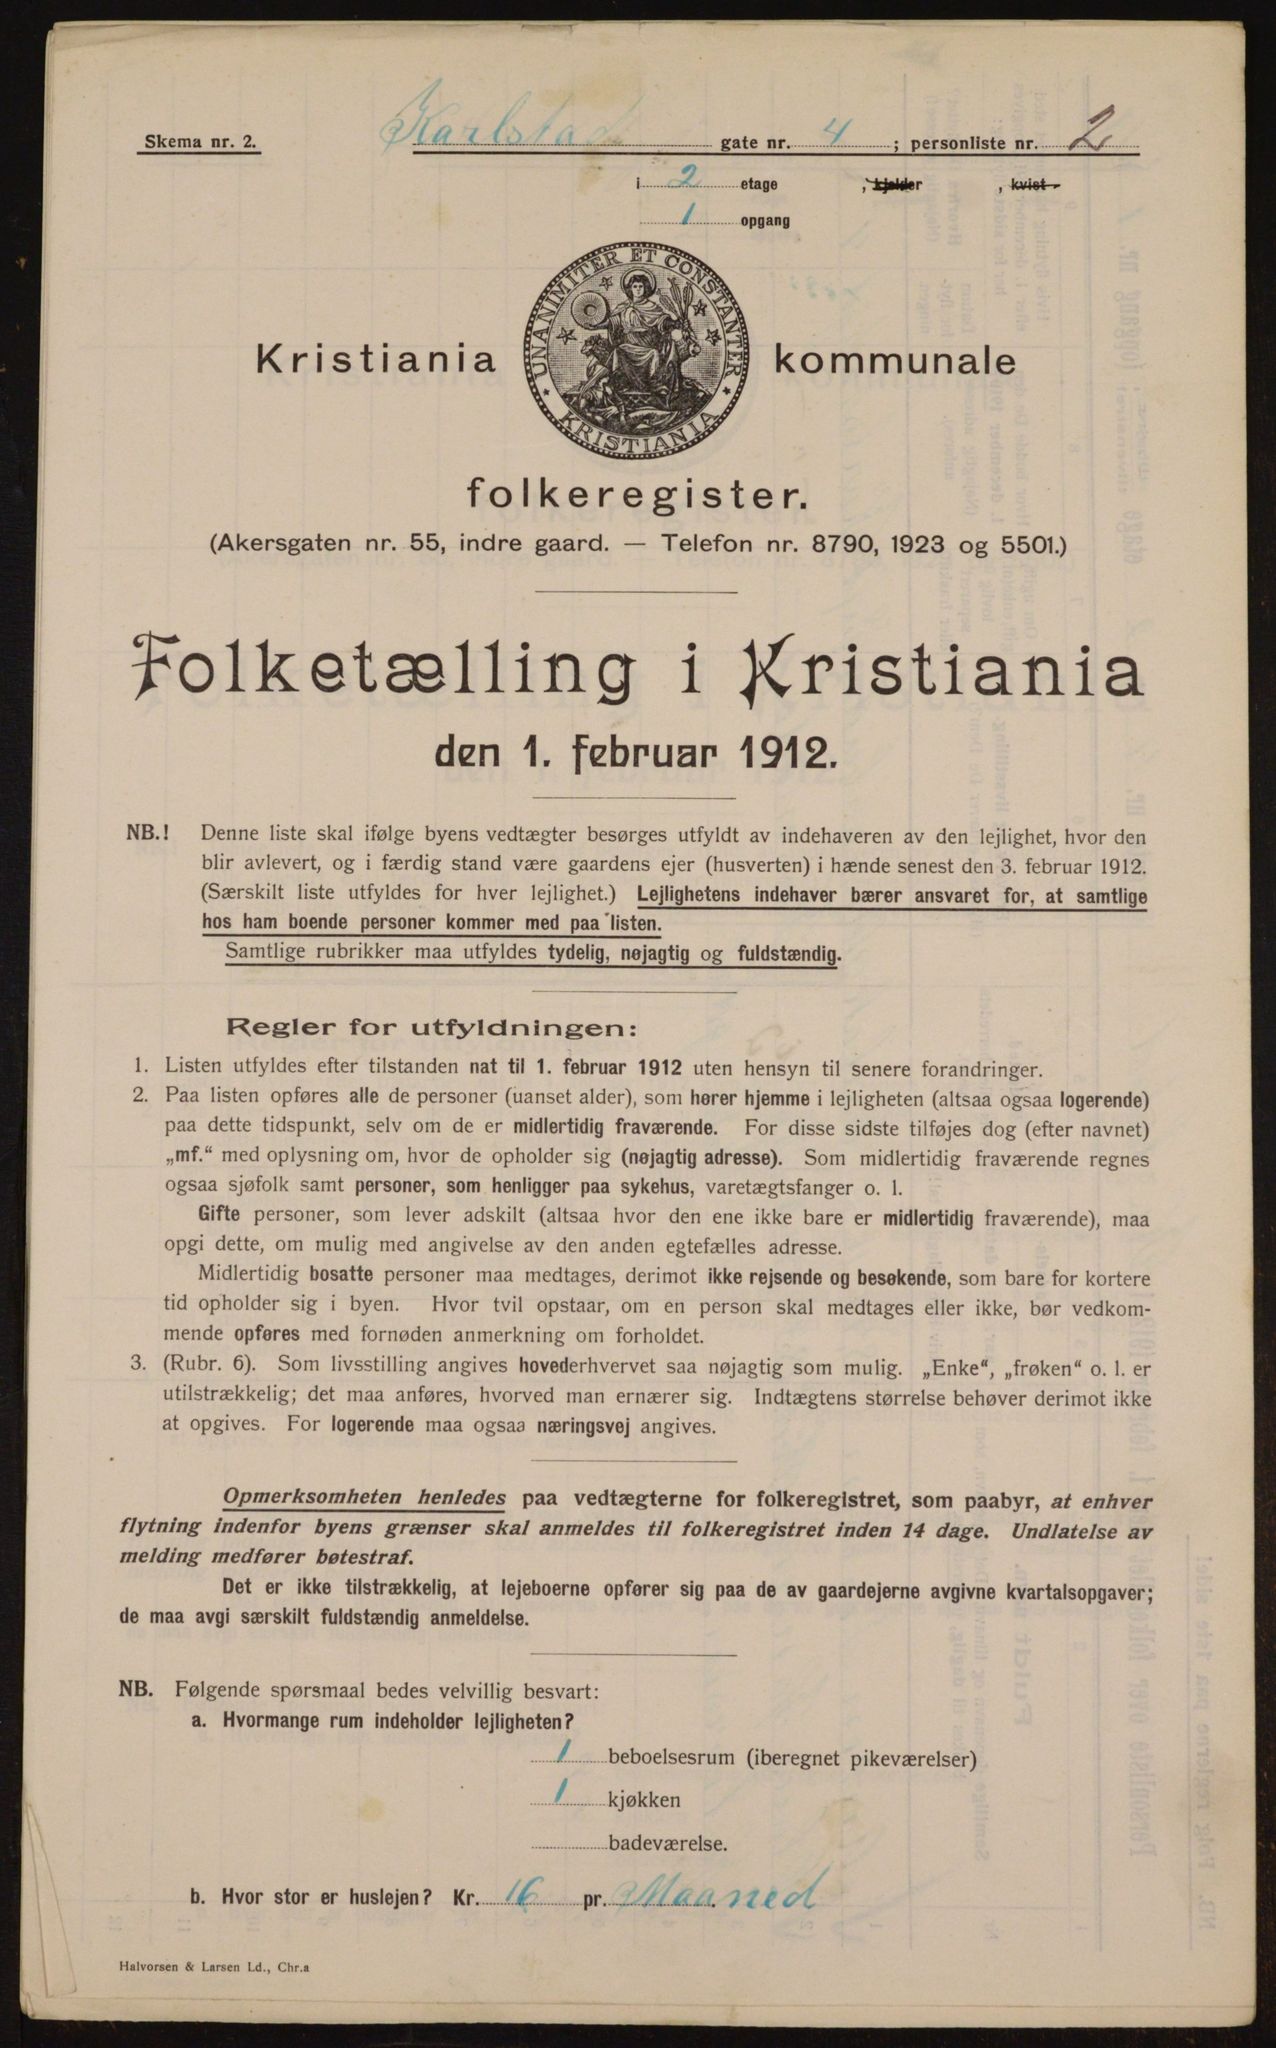 Skema nr. 2.
Karlstad gate nr. 4 ; personliste nr. 2
i 2 etage , kjelder , kvist
1 opgang
UNANIMITER ET CONSTANTER
KRISTIANIA
Kristiania kommunale
folkeregister.
(Akersgaten nr. 55, indre gaard. — Telefon nr. 8790, 1923 og 5501.)
Folketælling i Kristiania
den 1. februar 1912.
NB.! Denne liste skal ifølge byens vedtægter besørges utfyldt av indehaveren av den lejlighet, hvor den
blir avlevert, og i færdig stand være gaardens ejer (husverten) i hænde senest den 3. februar 1912.
(Særskilt liste utfyldes for hver lejlighet.) Lejlighetens indehaver bærer ansvaret for, at samtlige
hos ham boende personer kommer med paa listen.
Samtlige rubrikker maa utfyldes tydelig, nøjagtig og fuldstændig.
Regler for utfyldningen:
1. Listen utfyldes efter tilstanden nat til 1. februar 1912 uten hensyn til senere forandringer.
2. Paa listen opføres alle de personer (uanset alder), som hører hjemme i lejligheten (altsaa ogsaa logerende)
paa dette tidspunkt, selv om de er midlertidig fraværende. For disse sidste tilføjes dog (efter navnet)
„mf.“ med oplysning om, hvor de opholder sig (nøjagtig adresse). Som midlertidig fraværende regnes
ogsaa sjøfolk samt personer, som henligger paa sykehus, varetægtsfanger o. l.
Gifte personer, som lever adskilt (altsaa hvor den ene ikke bare er midlertidig fraværende), maa
opgi dette, om mulig med angivelse av den anden egtefælles adresse.
Midlertidig bosatte personer maa medtages, derimot ikke rejsende og besøkende, som bare for kortere
tid opholder sig i byen. Hvor tvil opstaar, om en person skal medtages eller ikke, bør vedkom-
mende opføres med fornøden anmerkning om forholdet.
3. (Rubr. 6). Som livsstilling angives hovederhvervet saa nøjagtig som mulig. „Enke“, „frøken“ o. l. er
utilstrækkelig; det maa anføres, hvorved man ernærer sig. Indtægtens størrelse behøver derimot ikke
at opgives. For logerende maa ogsaa næringsvej angives.
Opmerksomheten henledes paa vedtægterne for folkeregistret, som paabyr, at enhver
flytning indenfor byens grænser skal anmeldes til folkeregistret inden 14 dage. Undlatelse av
melding medfører bøtestraf.
Det er ikke tilstrækkelig, at lejeboerne opfører sig paa de av gaardejerne avgivne kvartalsopgaver;
de maa avgi særskilt fuldstændig anmeldelse.
NB. Følgende spørsmaal bedes velvillig besvart:
a. Hvormange rum indeholder lejligheten?
1 beboelsesrum (iberegnet pikeværelser)
1 kjøkken
badeværelse.
b. Hvor stor er huslejen? Kr. 16 pr. Maaned
Halvorsen & Larsen Ld., Chr.a